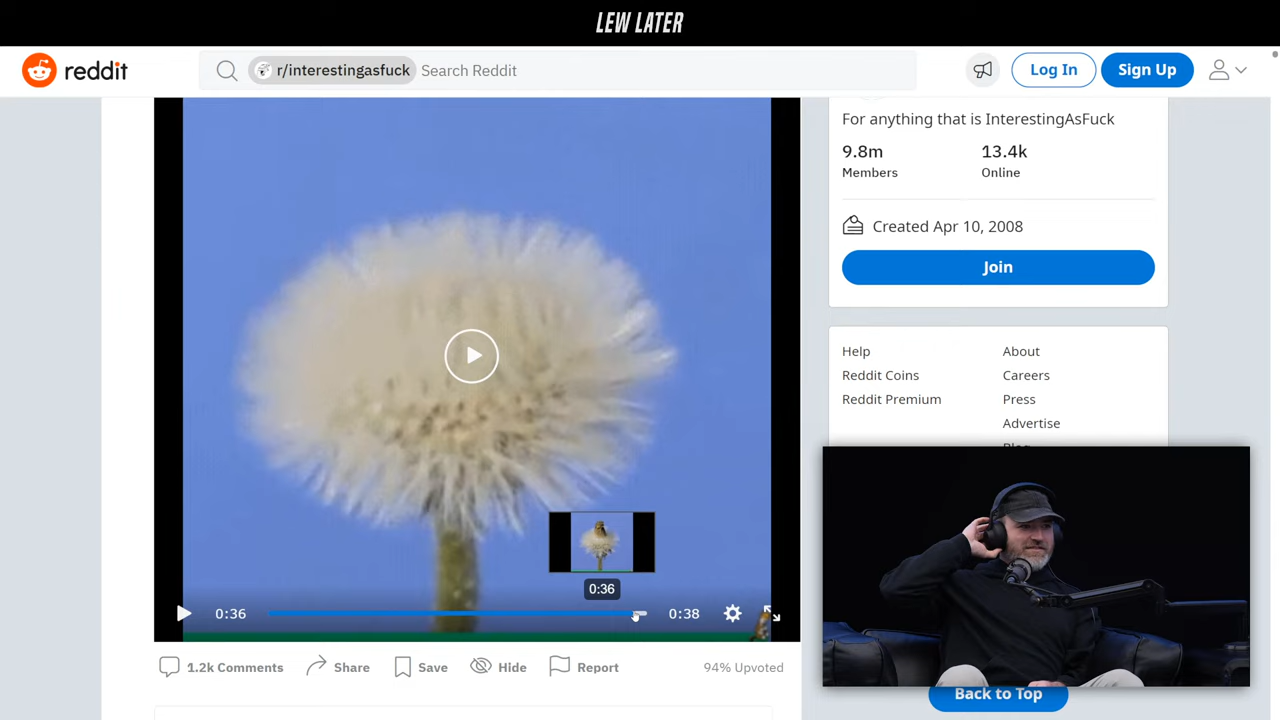 LEW LATER
reddit
r/interestingasfuck
Search Reddit
Log In
Sign Up
For anything that is InterestingAsFuck
9.8m
13.4k
Members
Online
Created Apr 10, 2008
Join
Help
About
Reddit Coins
Careers
Reddit Premium
Press
Advertise
0:36
0:36
0:38
1.2k Comments
Share
Save
Hide
Report
94% Upvoted
Back to Top